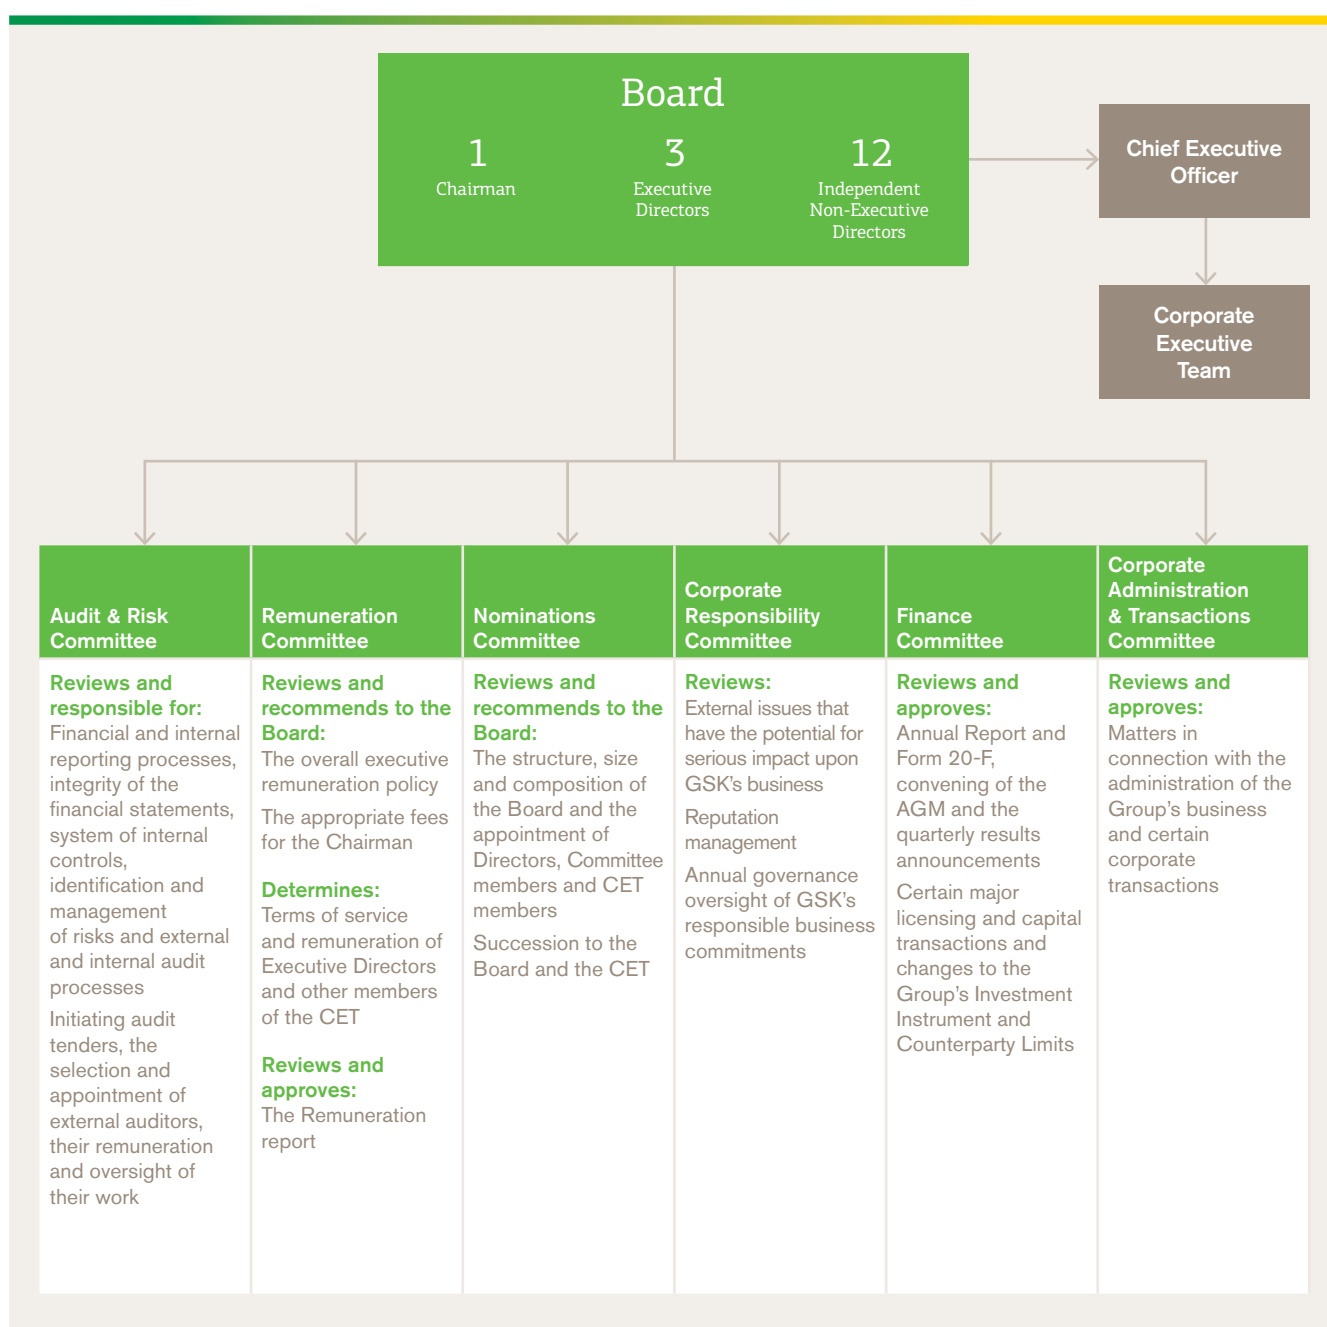 Board
1
Chairman
3
Executive
Directors
12
Independent
Non-Executive
Directors
Chief Executive
Officer
Corporate
Executive
Team
Audit & Risk
Committee
Reviews and
responsible for:
Financial and internal
reporting processes,
integrity of the
financial statements,
system of internal
controls,
identification and
management
of risks and external
and internal audit
processes
Initiating audit
tenders, the
selection and
appointment of
external auditors,
their remuneration
and oversight of
their work
Remuneration
Committee
Reviews and
recommends to the
Board:
The overall executive
remuneration policy
The appropriate fees
for the Chairman
Determines:
Terms of service
and remuneration of
Executive Directors
and other members
of the CET
Reviews and
approves:
The Remuneration
report
Nominations
Committee
Reviews and
recommends to the
Board:
The structure, size
and composition of
the Board and the
appointment of
Directors, Committee
members and CET
members
Succession to the
Board and the CET
Corporate
Responsibility
Committee
Reviews:
External issues that
have the potential for
serious impact upon
GSK's business
Reputation
management
Annual governance
oversight of GSK's
responsible business
commitments
Finance
Committee
Reviews and
approves:
Annual Report and
Form 20-F,
convening of the
AGM and the
quarterly results
announcements
Certain major
licensing and capital
transactions and
changes to the
Group's Investment
Instrument and
Counterparty Limits
Corporate
Administration
& Transactions
Committee
Reviews and
approves:
Matters in
connection with the
administration of the
Group's business
and certain
corporate
transactions